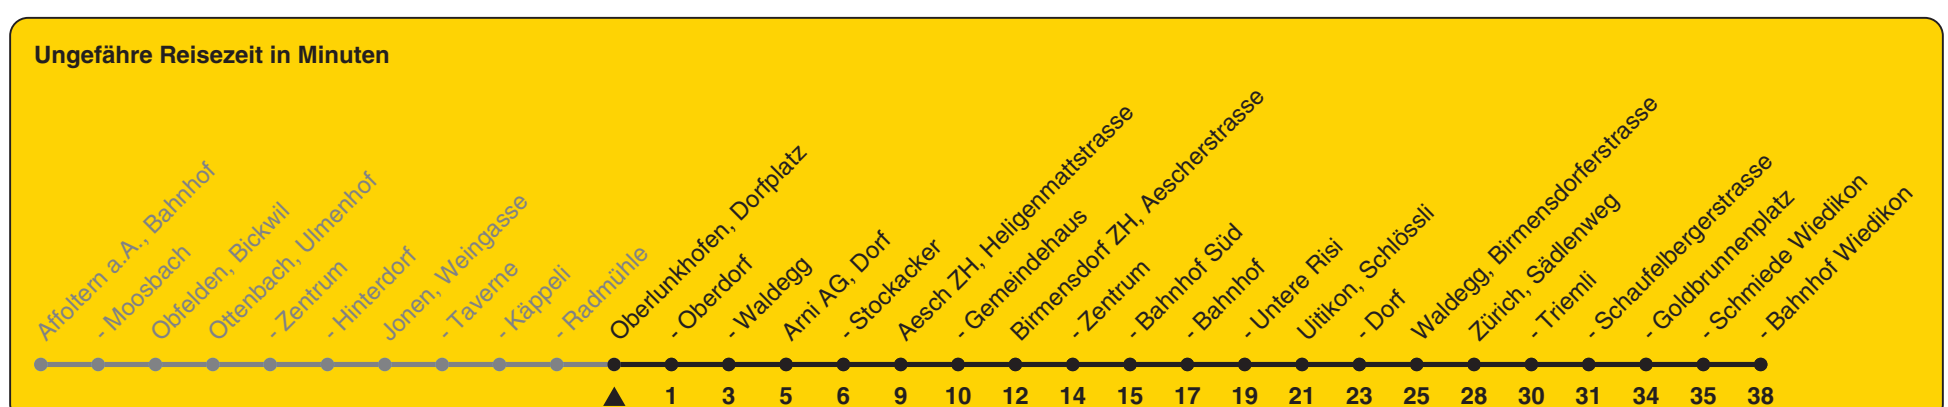 Ungefähre Reisezeit in Minuten
Affoltern a.A., Bahnhof
- Moosbach
Obfelden, Bickwil
Ottenbach, Ulmenhof
- Zentrum
- Hinterdorf
Jonen, Weingasse
- Taverne
- Käppeli
- Radmühle
Oberlunkhofen, Dorfplatz
- Oberdorf
- Waldegg
Arni AG, Dorf
- Stockacker
Aesch ZH, Heligenmattstrasse
- Gemeindehaus
Birmensdorf ZH, Aescherstrasse
- Zentrum
- Bahnhof Süd
- Bahnhof
- Untere Risi
Uitikon, Schlössli
- Dorf
Waldegg, Birmensdorferstrasse
Zürich, Sädlenweg
- Triemli
- Schaufelbergerstrasse
- Goldbrunnenplatz
- Schmiede Wiedikon
- Bahnhof Wiedikon
1 3 5 6 9 10 12 14 15 17 19 21 23 25 28 30 31 34 35 38